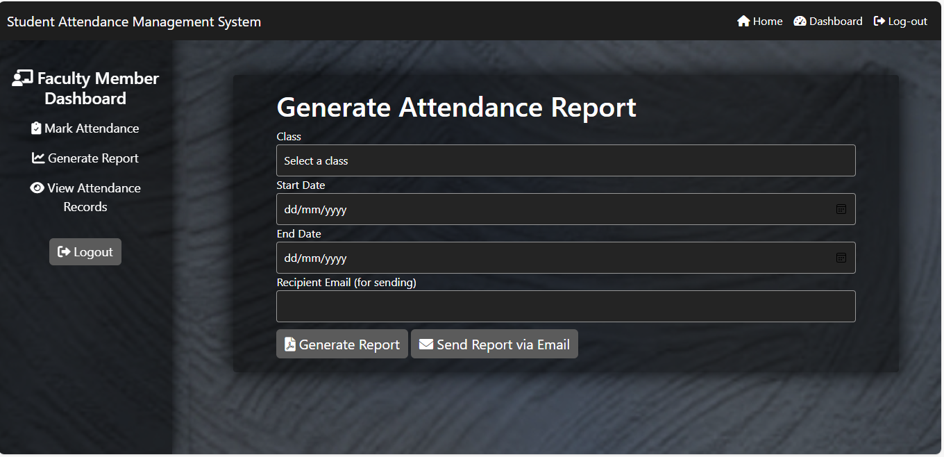 Student Attendance Management System
Home Dashboard Log-out
Faculty Member
Dashboard
Mark Attendance
Generate Report
View Attendance
Records
Logout
Generate Attendance Report
Class
Select a class
Start Date
dd/mm/yyyy
End Date
dd/mm/yyyy
Recipient Email (for sending)
Generate Report Send Report via Email